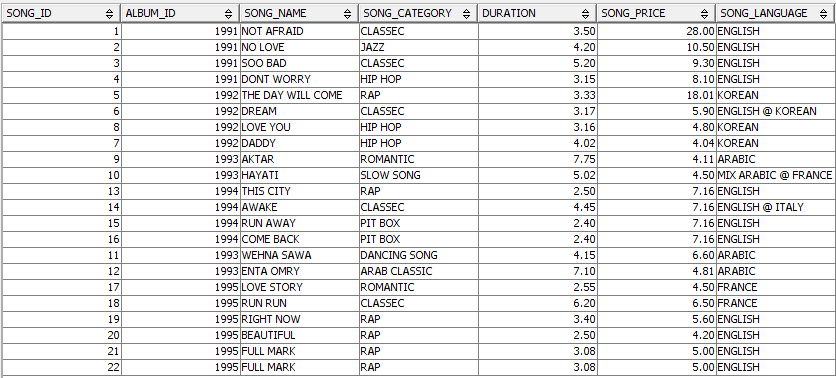 SONG_ID ALBUM_ID SONG_NAME SONG_CATEGORY DURATION SONG_PRICE SONG_LANGUAGE
1 1991 NOT AFRAID CLASSEC 3.50 28.00 ENGLISH
2 1991 NO LOVE JAZZ 4.20 10.50 ENGLISH
3 1991 SOO BAD CLASSEC 5.20 9.30 ENGLISH
4 1991 DONT WORRY HIP HOP 3.15 8.10 ENGLISH
5 1992 THE DAY WILL COME RAP 3.33 18.01 KOREAN
6 1992 DREAM CLASSEC 3.17 5.90 ENGLISH @ KOREAN
8 1992 LOVE YOU HIP HOP 3.16 4.80 KOREAN
7 1992 DADDY HIP HOP 4.02 4.04 KOREAN
9 1993 AKTAR ROMANTIC 7.75 4.11 ARABIC
10 1993 HAYATI SLOW SONG 5.02 4.50 MIX ARABIC @ FRANCE
13 1994 THIS CITY RAP 2.50 7.16 ENGLISH
14 1994 AWAKE CLASSEC 4.45 7.16 ENGLISH @ ITALY
15 1994 RUN AWAY PIT BOX 2.40 7.16 ENGLISH
16 1994 COME BACK PIT BOX 2.40 7.16 ENGLISH
11 1993 WEHNA SAWA DANCING SONG 4.15 6.60 ARABIC
12 1993 ENTA OMRY ARAB CLASSIC 7.10 4.81 ARABIC
17 1995 LOVE STORY ROMANTIC 2.55 4.50 FRANCE
18 1995 RUN RUN CLASSEC 6.20 6.50 FRANCE
19 1995 RIGHT NOW RAP 3.40 5.60 ENGLISH
20 1995 BEAUTIFUL RAP 2.50 4.20 ENGLISH
21 1995 FULL MARK RAP 3.08 5.00 ENGLISH
22 1995 FULL MARK RAP 3.08 5.00 ENGLISH